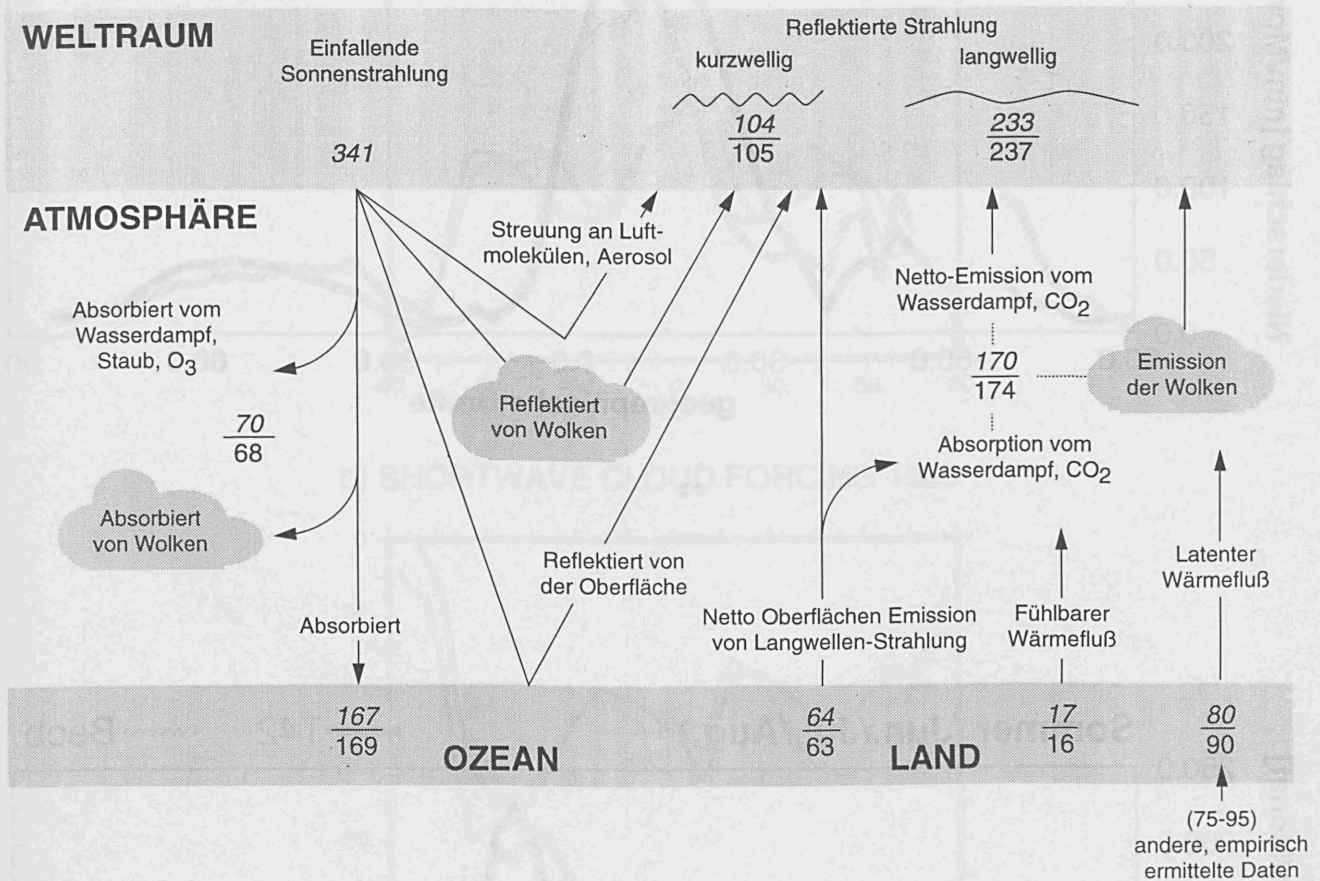 WELTRAUM
Einfallende
Sonnenstrahlung
341
Reflektierte Strahlung
kurzwellig
langwellig
104
105
233
237
ATMOSPHÄRE
Streuung an Luft-
molekülen, Aerosol
Absorbiert vom
Wasserdampf,
Staub, O3
70
68
Absorbiert
von Wolken
Reflektiert
von Wolken
Netto-Emission vom
Wasserdampf, CO2
170
174
Emission
der Wolken
Absorption vom
Wasserdampf, CO2
Reflektiert von
der Oberfläche
Absorbiert
Netto Oberflächen Emission
von Langwellen-Strahlung
Fühlbarer
Wärmefluß
Latenter
Wärmefluß
167
169
OZEAN
64
63
LAND
17
16
80
90
(75-95)
andere, empirisch
ermittelte Daten